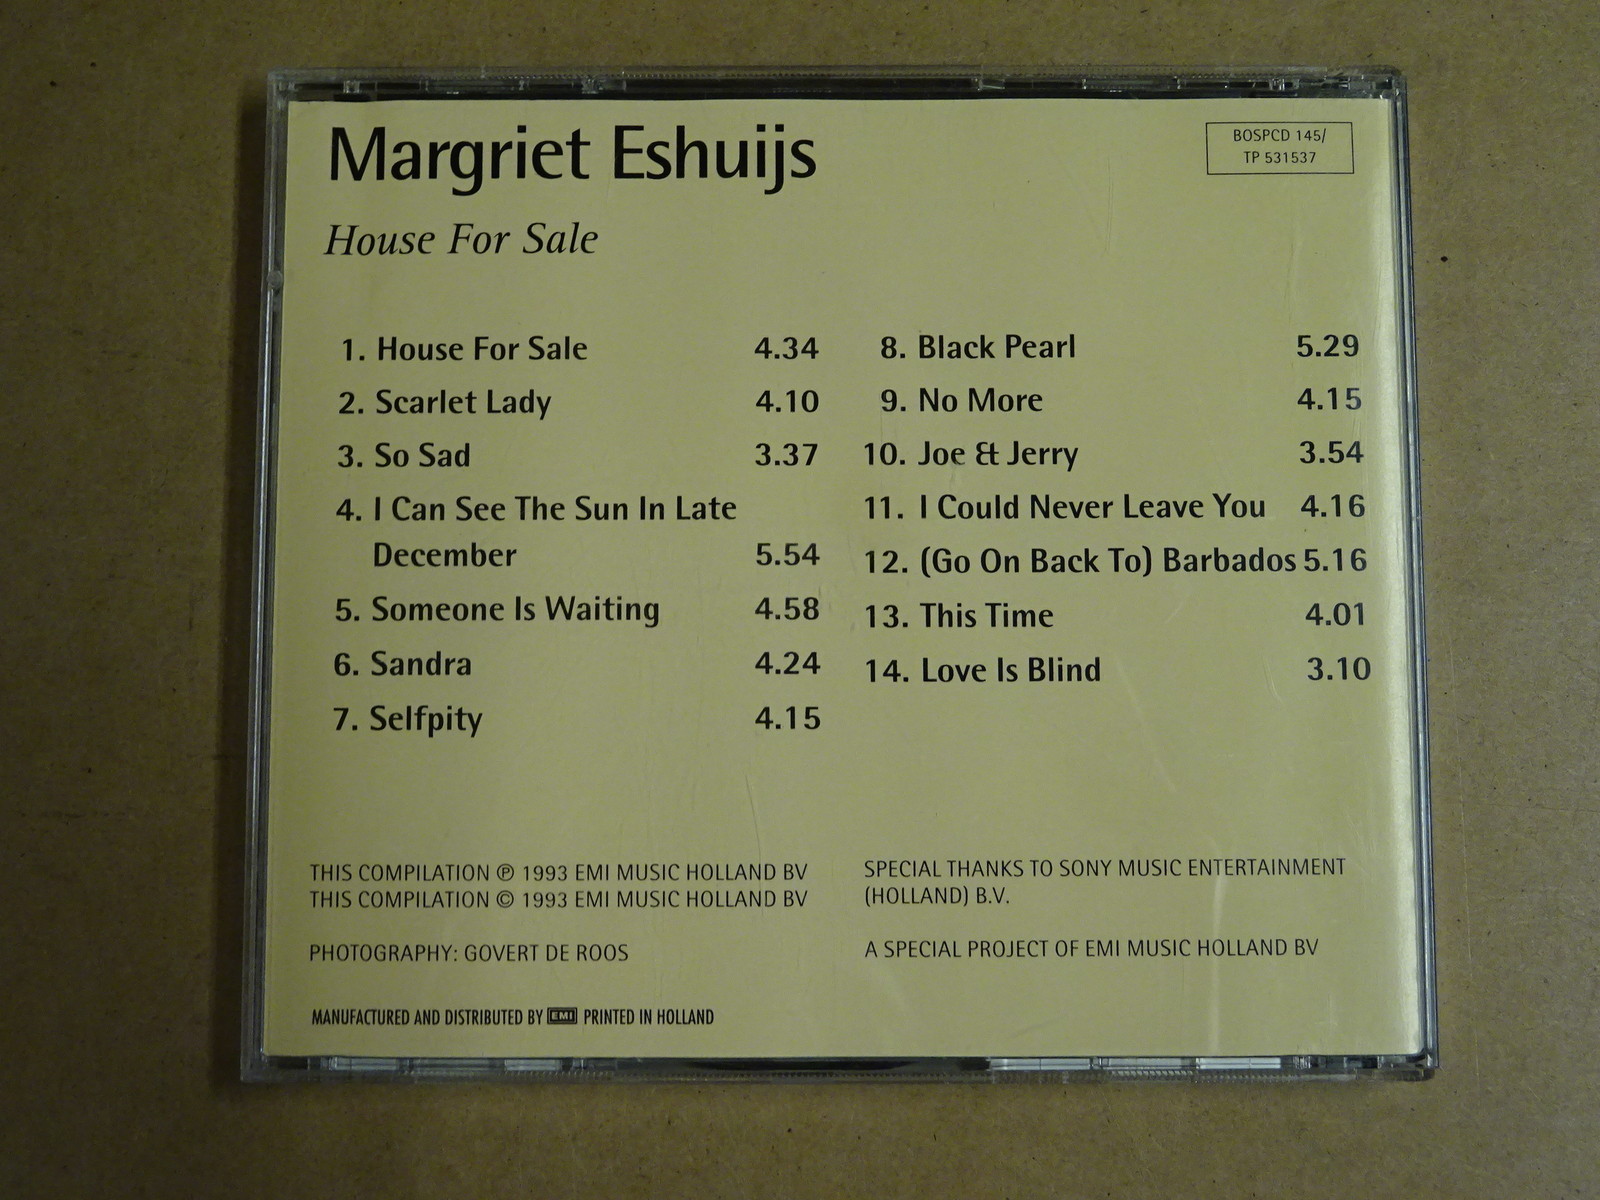 Margriet Eshuijs
BOSPCD 145/
TP 531537
House For Sale
1. House For Sale 4.34
2. Scarlet Lady 4.10
3. So Sad 3.37
4. I Can See The Sun In Late
December 5.54
5. Someone Is Waiting 4.58
6. Sandra 4.24
7. Selfpity 4.15
8. Black Pearl 5.29
9. No More 4.15
10. Joe & Jerry 3.54
11. I Could Never Leave You 4.16
12. (Go On Back To) Barbados 5.16
13. This Time 4.01
14. Love Is Blind 3.10
THIS COMPILATION ℗ 1993 EMI MUSIC HOLLAND BV
THIS COMPILATION © 1993 EMI MUSIC HOLLAND BV
PHOTOGRAPHY: GOVERT DE ROOS
MANUFACTURED AND DISTRIBUTED BY EMI PRINTED IN HOLLAND
SPECIAL THANKS TO SONY MUSIC ENTERTAINMENT
(HOLLAND) B.V.
A SPECIAL PROJECT OF EMI MUSIC HOLLAND BV